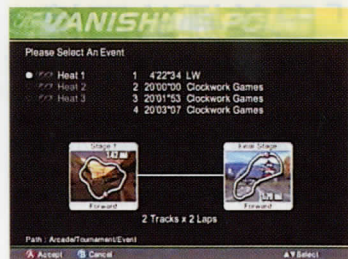 VANISHING POINT
Please Select An Event
Heat 1
Heat 2
Heat 3
1 4'22"34 LW
2 20'00"00 Clockwork Games
3 20'01"53 Clockwork Games
4 20'03"07 Clockwork Games
Stage 1
Final Stage
Forward
Forward
2 Tracks x 2 Laps
Path : Arcade/Tournament/Event
A Accept
B Cancel
Select